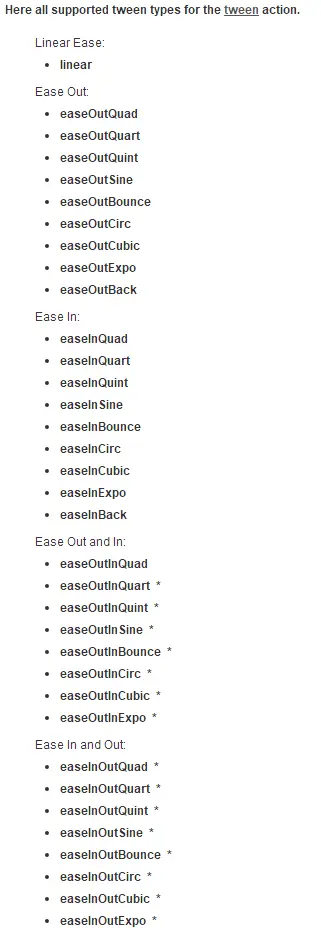 Here all supported tween types for the tween action.
Linear Ease:
• linear
Ease Out:
• easeOutQuad
• easeOutQuart
• easeOutQuint
• easeOutSine
• easeOutBounce
• easeOutCirc
• easeOutCubic
• easeOutExpo
• easeOutBack
Ease In:
• easeInQuad
• easeInQuart
• easeInQuint
• easeInSine
• easeInBounce
• easeInCirc
• easeInCubic
• easeInExpo
• easeInBack
Ease Out and In:
• easeOutInQuad
• easeOutInQuart *
• easeOutInQuint *
• easeOutInSine *
• easeOutInBounce *
• easeOutInCirc *
• easeOutInCubic *
• easeOutInExpo *
Ease In and Out:
• easeInOutQuad *
• easeInOutQuart *
• easeInOutQuint *
• easeInOutSine *
• easeInOutBounce *
• easeInOutCirc *
• easeInOutCubic *
• easeInOutExpo *